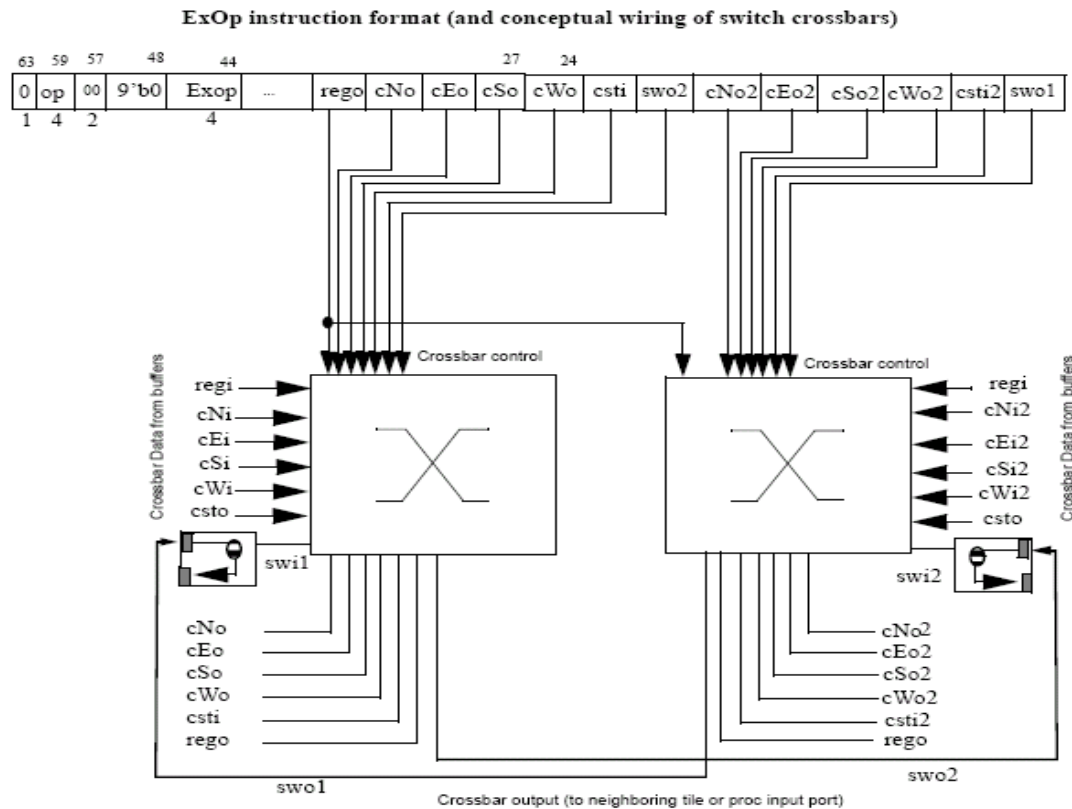 ExOp instruction format (and conceptual wiring of switch crossbars)
63 59 57 48 44 27 24
0 op 00 9`b0 Exop ... rego cNo cEo cSo cWo csti swo2 cNo2 cEo2 cSo2 cWo2 csti2 swo1
1 4 2 4
Crossbar control
Crossbar control
Crossbar Data from buffers
regi
cNi
cEi
cSi
cWi
csto
swi1
regi
cNi2
cEi2
cSi2
cWi2
csto
swi2
Crossbar Data from buffers
cNo
cEo
cSo
cWo
csti
rego
cNo2
cEo2
cSo2
cWo2
csti2
rego
swo1
swo2
Crossbar output (to neighboring tile or proc input port)